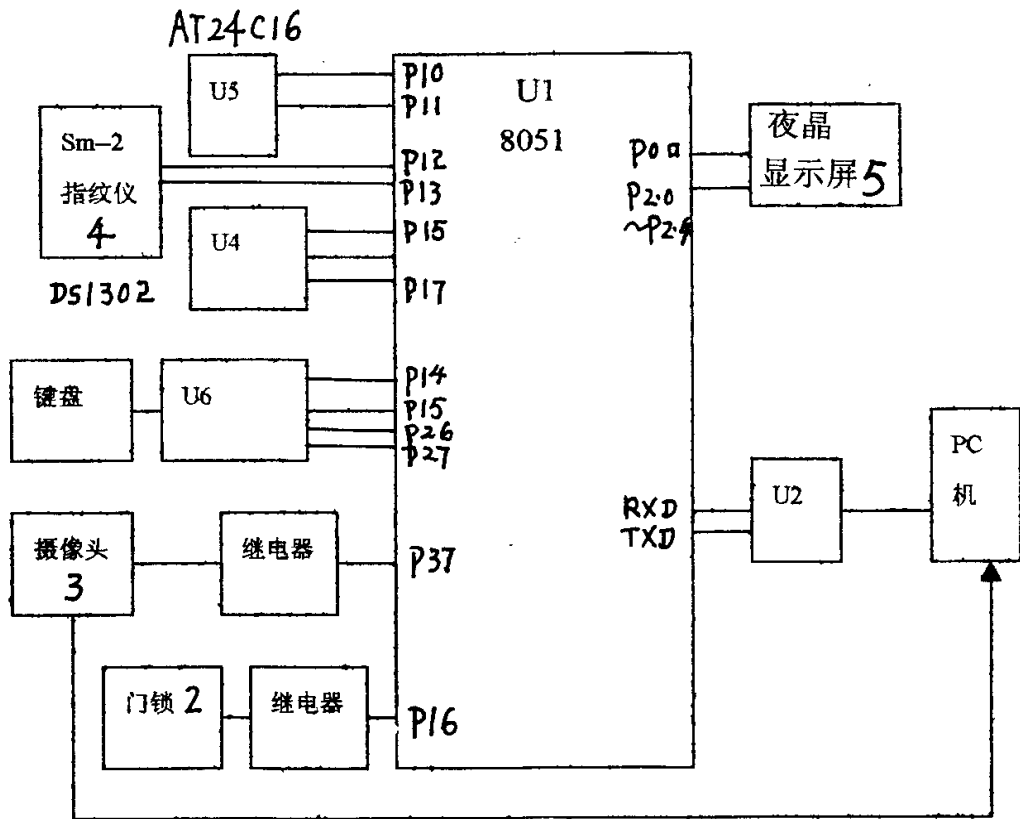 AT24C16
U5
P10
P11
U1
8051
Sm-2
指纹仪
4
P12
P13
P0口
P2.0
~P2.4
夜晶
显示屏5
U4
P15
P17
DS1302
键盘
U6
P14
P15
P26
P27
PC
机
U2
RXD
TXD
摄像头
3
继电器
P37
门锁2
继电器
P16